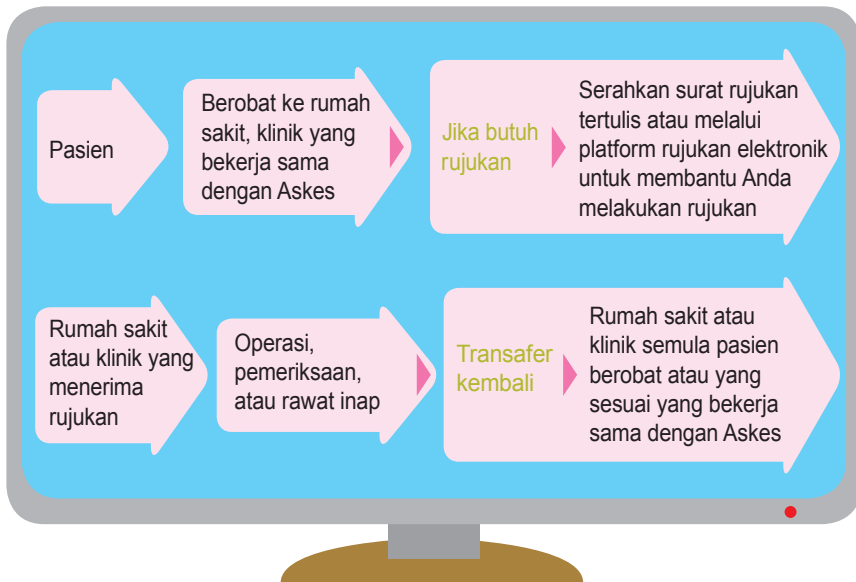 Pasien
Berobat ke rumah
sakit, klinik yang
bekerja sama
dengan Askes
Jika butuh
rujukan
Serahkan surat rujukan
tertulis atau melalui
platform rujukan elektronik
untuk membantu Anda
melakukan rujukan
Rumah sakit
atau klinik yang
menerima
rujukan
Operasi,
pemeriksaan,
atau rawat inap
Transafer
kembali
Rumah sakit atau
klinik semula pasien
berobat atau yang
sesuai yang bekerja
sama dengan Askes